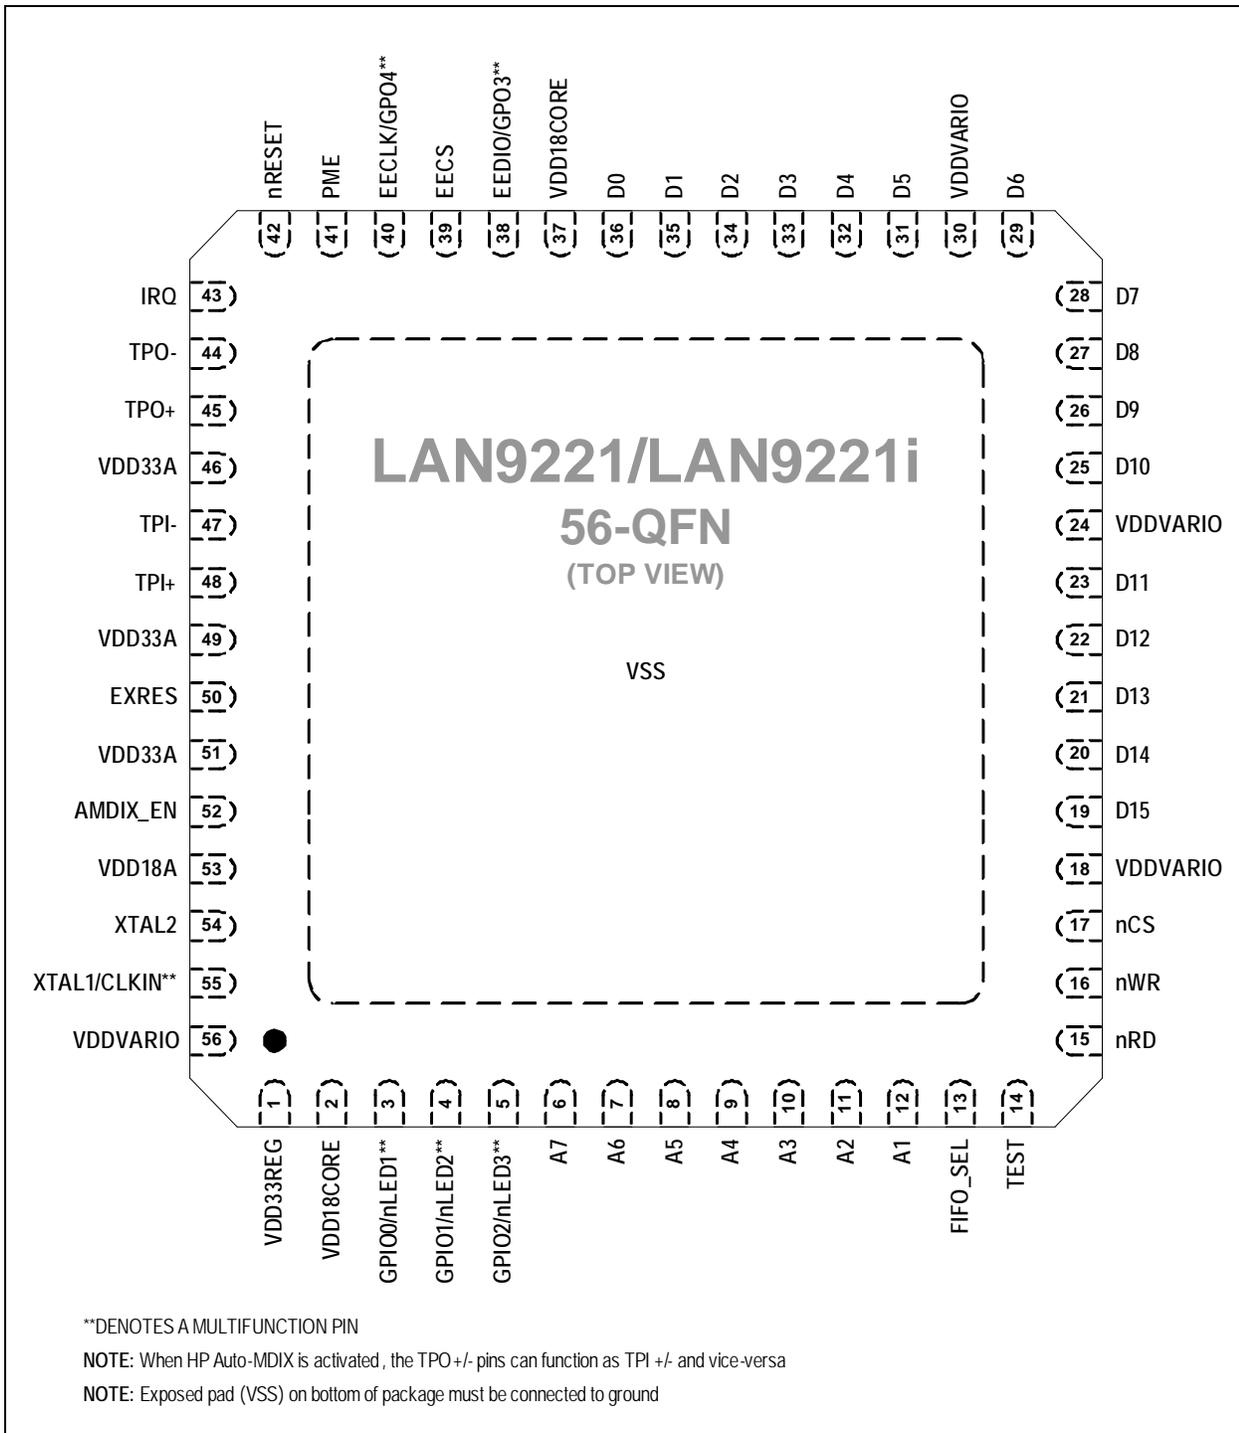 nRESET
PME
EECLK/GPO4**
EECS
EEDIO/GPO3**
VDD18CORE
D0
D1
D2
D3
D4
D5
VDDVARIO
D6
42
41
40
39
38
37
36
35
34
33
32
31
30
29
IRQ 43
TPO- 44
TPO+ 45
VDD33A 46
TPI- 47
TPI+ 48
VDD33A 49
EXRES 50
VDD33A 51
AMDIX_EN 52
VDD18A 53
XTAL2 54
XTAL1/CLKIN** 55
VDDVARIO 56
LAN9221/LAN9221i
56-QFN
(TOP VIEW)
VSS
28 D7
27 D8
26 D9
25 D10
24 VDDVARIO
23 D11
22 D12
21 D13
20 D14
19 D15
18 VDDVARIO
17 nCS
16 nWR
15 nRD
1
2
3
4
5
6
7
8
9
10
11
12
13
14
VDD33REG
VDD18CORE
GPIO0/nLED1**
GPIO1/nLED2**
GPIO2/nLED3**
A7
A6
A5
A4
A3
A2
A1
FIFO_SEL
TEST
**DENOTES A MULTIFUNCTION PIN
NOTE: When HP Auto-MDIX is activated , the TPO+/- pins can function as TPI +/- and vice-versa
NOTE: Exposed pad (VSS) on bottom of package must be connected to ground